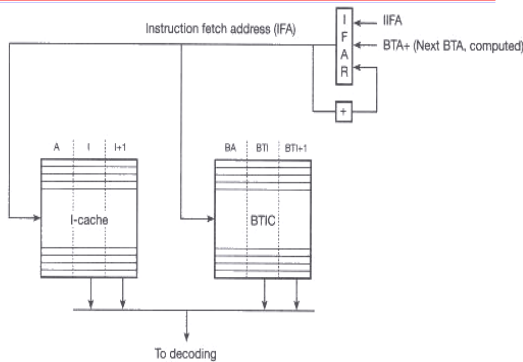 Instruction fetch address (IFA)
I
F
A
R
IIFA
BTA+ (Next BTA, computed)
+
A I I+1
BA BTI BTI+1
I-cache
BTIC
To decoding